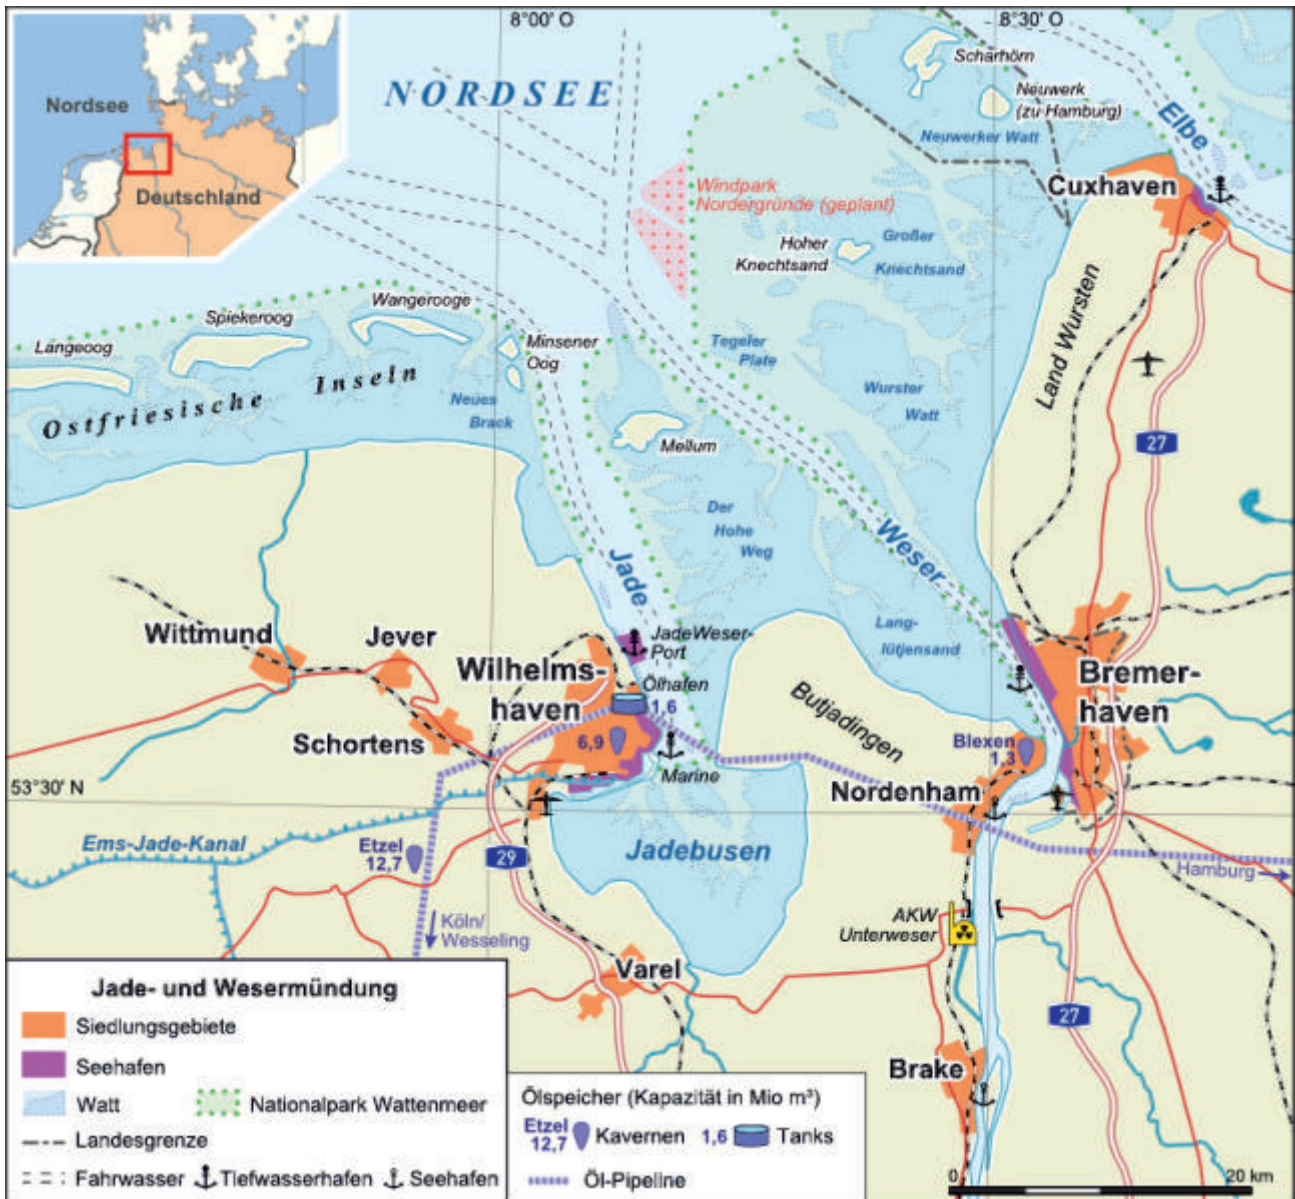 8°00' O
8°30' O
Nordsee
Deutschland
NORDSEE
Scharhörn
Neuwerk
(zu Hamburg)
Neuwerker Watt
Elbe
Cuxhaven
Windpark
Nordergründe (geplant)
Hoher
Knechtsand
Großer
Knechtsand
Land Wursten
Wangerooge
Spiekeroog
Langeoog
Minsener
Oog
Ostfriesische Inseln
Neues
Brack
Tegeler
Plate
Wurster
Watt
Mellum
27
Der
Hohe
Weg
Weser
Jade
Lang-
lütjensand
Wittmund
Jever
JadeWeser-
Port
Wilhelms-
haven
Ölhafen
1,6
6,9
Butjadingen
Bremer-
haven
Schortens
Marine
Blexen
1,3
53°30' N
Nordenham
Ems-Jade-Kanal
Etzel
12,7
29
Jadebusen
Hamburg
Köln/
Wesseling
AKW
Unterweser
Varel
27
Brake
Jade- und Wesermündung
Siedlungsgebiete
Seehafen
Watt
Nationalpark Wattenmeer
Landesgrenze
Fahrwasser
Tiefwasserhafen
Seehafen
Ölspeicher (Kapazität in Mio m³)
Etzel
12,7
Kavernen
1,6
Tanks
Öl-Pipeline
0
20 km